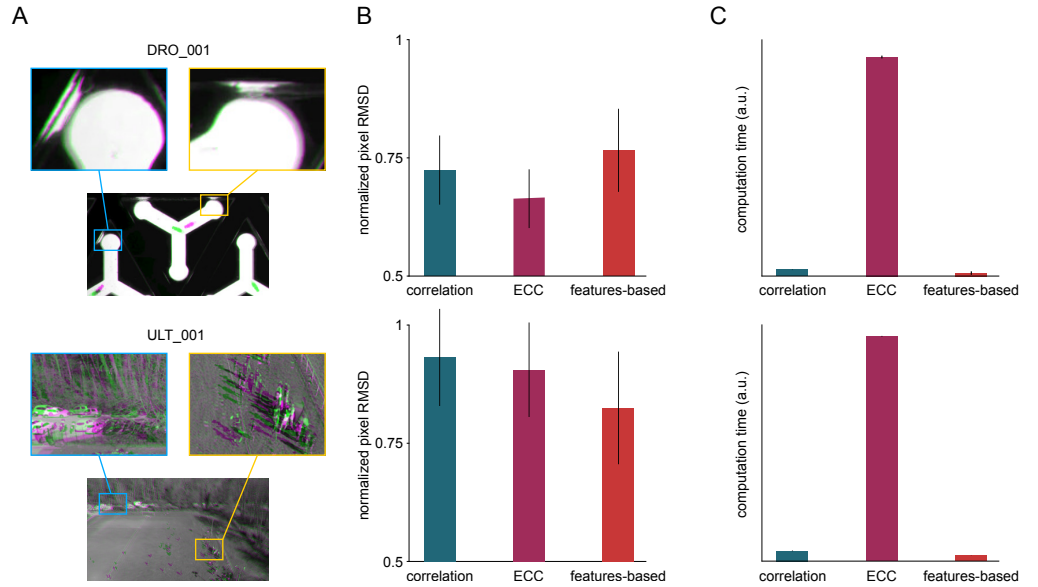 A
B
C
DRO_001
normalized pixel RMSD
1
0.75
0.5
correlation
ECC
features-based
computation time (a.u.)
correlation
ECC
features-based
ULT_001
normalized pixel RMSD
1
0.75
0.5
correlation
ECC
features-based
computation time (a.u.)
correlation
ECC
features-based